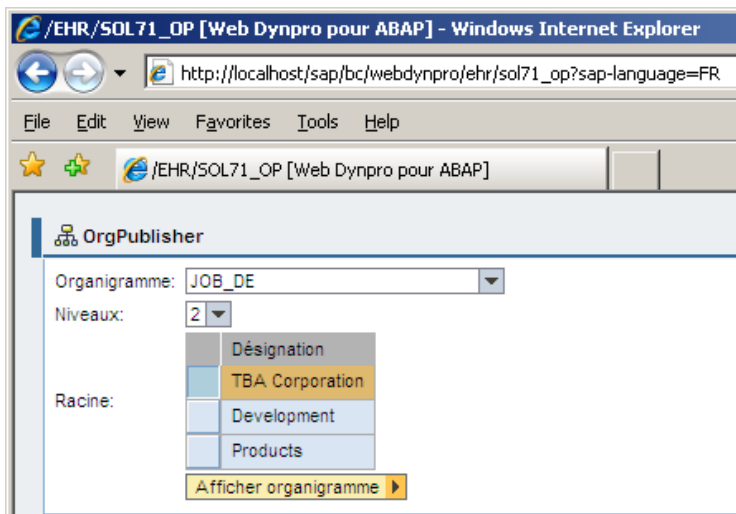 /EHR/SOL71_OP [Web Dynpro pour ABAP] - Windows Internet Explorer
http://localhost/sap/bc/webdynpro/ehr/sol71_op?sap-language=FR
File Edit View Favorites Tools Help
/EHR/SOL71_OP [Web Dynpro pour ABAP]
OrgPublisher
Organigramme: JOB_DE
Niveaux: 2
Désignation
TBA Corporation
Racine:
Development
Products
Afficher organigramme